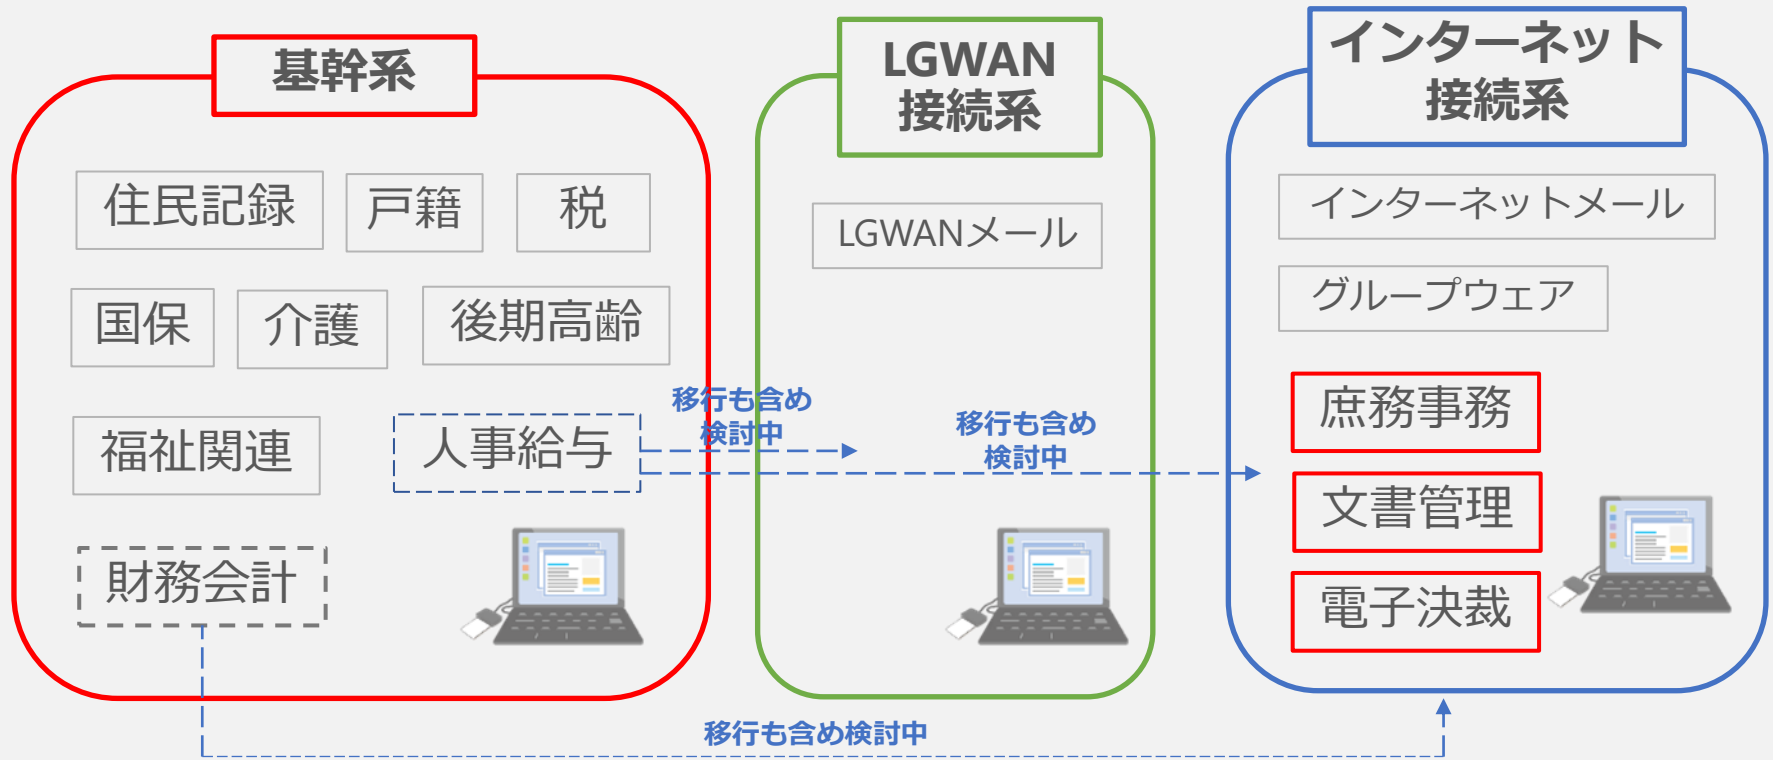 基幹系
住民記録
戸籍
税
国保
介護
後期高齢
福祉関連
人事給与
財務会計
移行も含め
検討中
LGWAN
接続系
LGWANメール
移行も含め
検討中
インターネット
接続系
インターネットメール
グループウェア
庶務事務
文書管理
電子決裁
移行も含め検討中